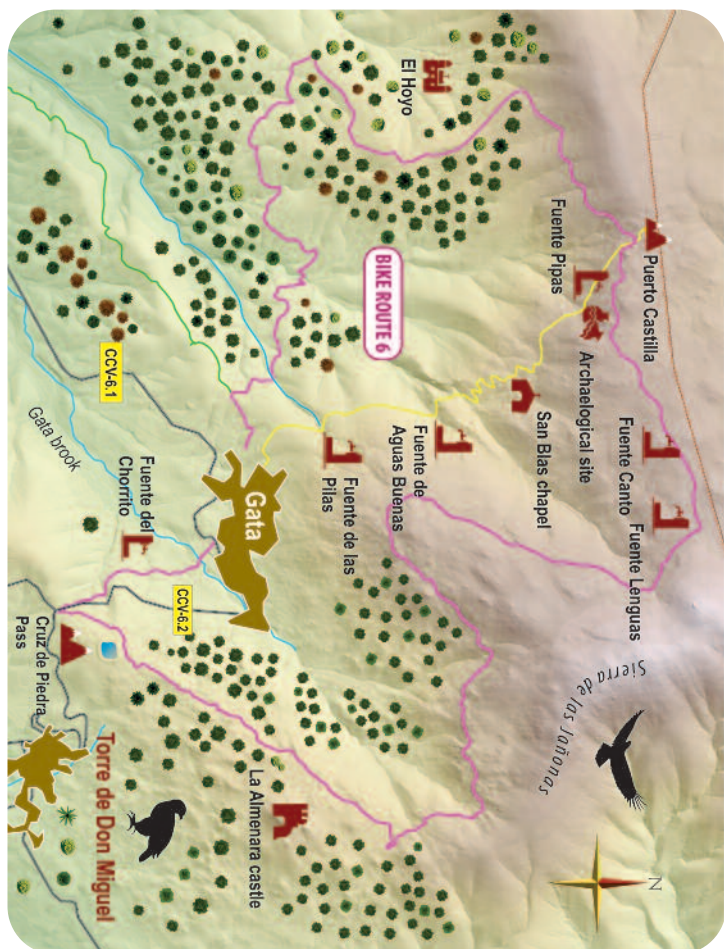 Puerto Castilla
N
Fuente Lenguas
Sierra de las Jañonas
Fuente Canto
Archaelogical site
Fuente Pipas
San Blas chapel
Fuente de
Aguas Buenas
El Hoyo
BIKE ROUTE 6
Fuente de las
Pilas
Gata
La Almenara castle
CCV-6.2
Fuente del
Chorrito
CCV-6.1
Torre de Don Miguel
Gata brook
Cruz de Piedra
Pass